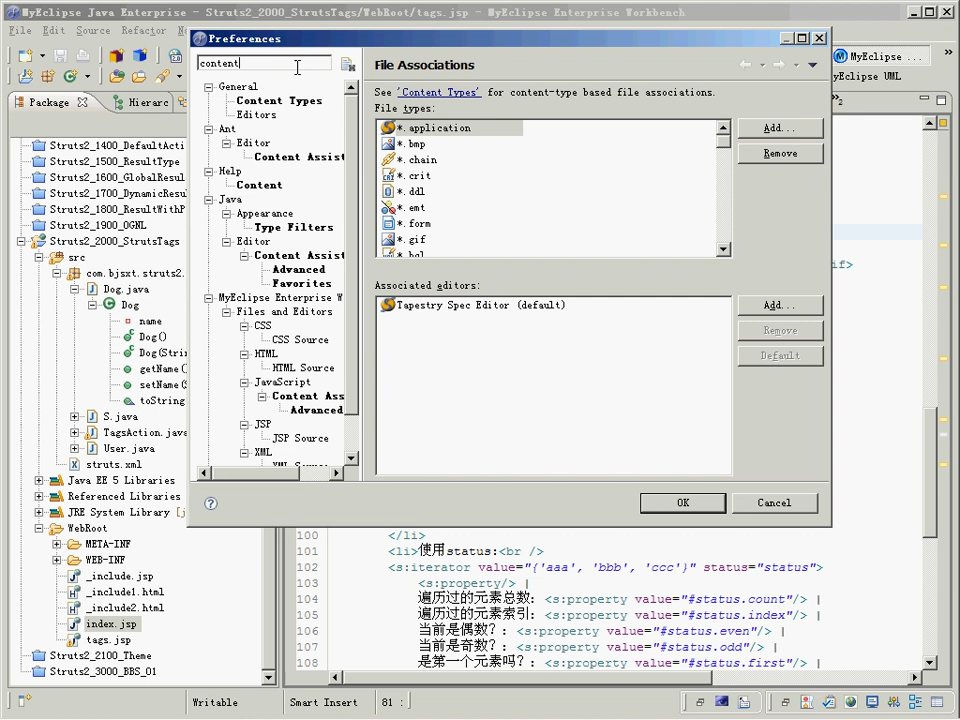 MyEclipse Java Enterprise - Struts2_2000_StrutsTags/WebRoot/tags.jsp - MyEclipse Enterprise Workbench
File Edit Source Refactor
MyEclipse ...
yEclipse UML
Package
Hierarc
Struts2_1400_DefaultActi
Struts2_1500_ResultType
Struts2_1600_GlobalResul
Struts2_1700_DynamicResu
Struts2_1800_ResultWithP
Struts2_1900_OGNL
Struts2_2000_StrutsTags
src
com.bjsxt.struts2.
Dog.java
Dog
name
Dog()
Dog(Stri
getName()
setName(S
toString
S.java
TagsAction.java
User.java
struts.xml
Java EE 5 Libraries
Referenced Libraries
JRE System Library [j
WebRoot
META-INF
WEB-INF
_include.jsp
_include1.html
_include2.html
index.jsp
tags.jsp
Struts2_2100_Theme
Struts2_3000_BBS_01
Preferences
content
General
Content Types
Editors
Ant
Editor
Content Assist
Help
Content
Java
Appearance
Type Filters
Editor
Content Assist
Advanced
Favorites
MyEclipse Enterprise W
Files and Editors
CSS
CSS Source
HTML
HTML Source
JavaScript
Content Ass
Advanced
JSP
JSP Source
XML
XML Source
File Associations
See 'Content Types' for content-type based file associations.
File types:
*.application
*.bmp
*.chain
*.crit
*.ddl
*.emt
*.form
*.gif
*.hql
Add...
Remove
Associated editors:
Tapestry Spec Editor (default)
Add...
Remove
Default
OK
Cancel
if>
100 </li>
101 <li>使用status:<br />
102 <s:iterator value="{'aaa', 'bbb', 'ccc'}" status="status">
103 <s:property/> |
104 遍历过的元素总数: <s:property value="#status.count"/> |
105 遍历过的元素索引: <s:property value="#status.index"/> |
106 当前是偶数?: <s:property value="#status.even"/> |
107 当前是奇数?: <s:property value="#status.odd"/> |
108 是第一个元素吗?: <s:property value="#status.first"/> |
Writable
Smart Insert
81 :